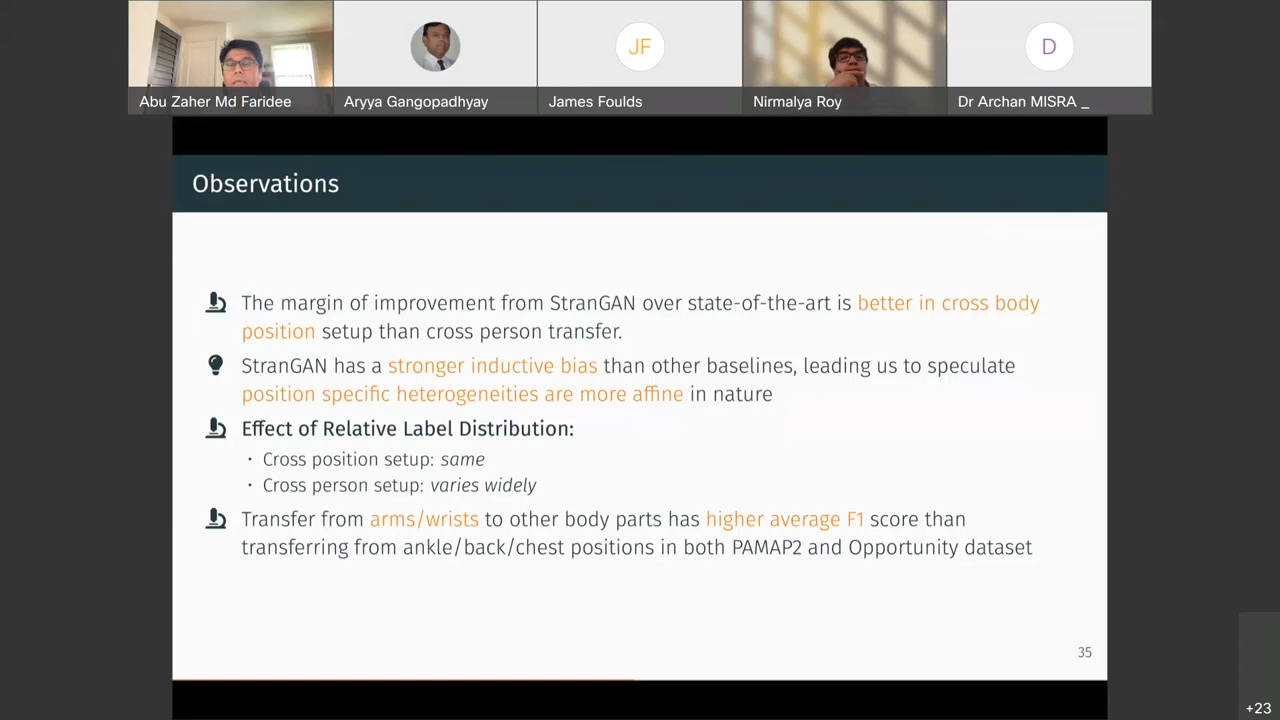 JF
D
Abu Zaher Md Faridee
Aryya Gangopadhyay
James Foulds
Nirmalya Roy
Dr Archan MISRA _
Observations
The margin of improvement from StranGAN over state-of-the-art is better in cross body
position setup than cross person transfer.
StranGAN has a stronger inductive bias than other baselines, leading us to speculate
position specific heterogeneities are more affine in nature
Effect of Relative Label Distribution:
· Cross position setup: same
· Cross person setup: varies widely
Transfer from arms/wrists to other body parts has higher average F1 score than
transferring from ankle/back/chest positions in both PAMAP2 and Opportunity dataset
35
+23